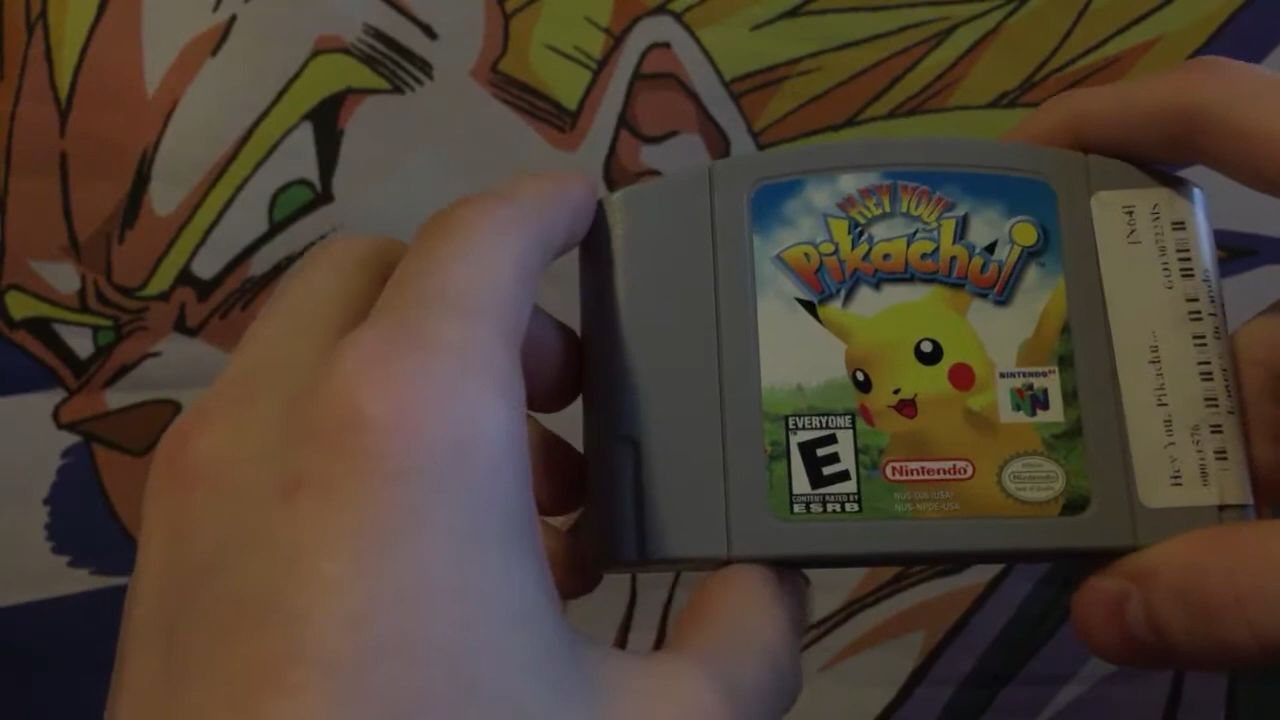 HEY YOU,
Pikachu!
NINTENDO 64
EVERYONE
E
CONTENT RATED BY
ESRB
Nintendo
NUS-006 (USA)
NUS-NPDE-USA
Nintendo
[N64]
Hey You, Pikachu...